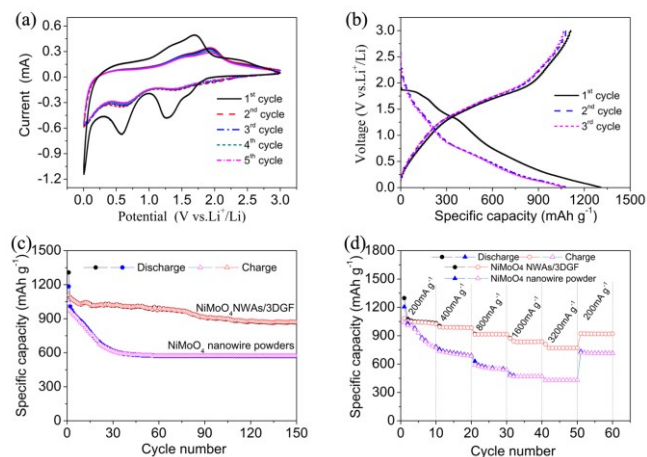 (a)
0.6
0.3
0.0
-0.3
-0.6
-0.9
-1.2
Current (mA)
1st cycle
2nd cycle
3rd cycle
4th cycle
5th cycle
0.0 0.5 1.0 1.5 2.0 2.5 3.0
Potential (V vs.Li+/Li)
(b)
3.0
2.5
2.0
1.5
1.0
0.5
0.0
Voltage (V vs.Li+/Li)
1st cycle
2nd cycle
3rd cycle
0 300 600 900 1200 1500
Specific capacity (mAh g-1)
(c)
1500
1200
900
600
300
0
Specific capacity (mAh g-1)
Discharge Charge
NiMoO4NWAs/3DGF
NiMoO4 nanowire powders
0 30 60 90 120 150
Cycle number
(d)
1800
1500
1200
900
600
300
0
Specific capacity (mAh g-1)
Discharge Charge
NiMoO4 NWAs/3DGF
NiMoO4 nanowire powder
200mA g-1
400mA g-1
800mA g-1
1600mA g-1
3200mA g-1
200mA g-1
0 10 20 30 40 50 60
Cycle number